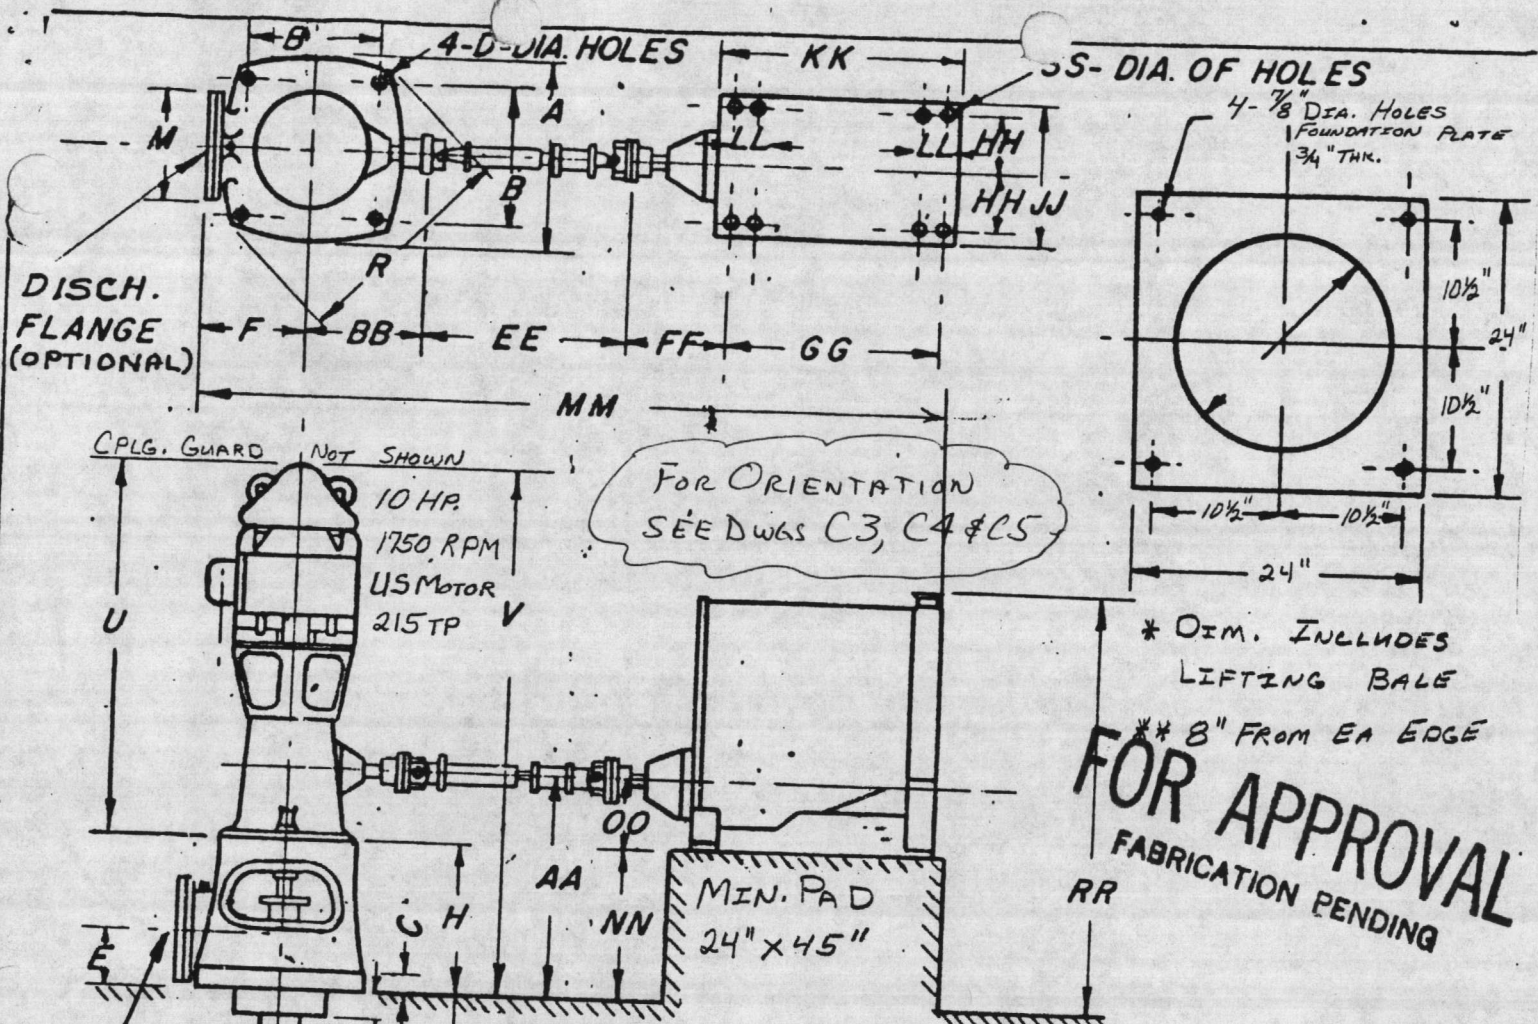 B
4-D-DIA. HOLES
KK
SS- DIA. OF HOLES
4- 7/8" DIA. HOLES
FOUNDATION PLATE
3/4" THK.
M
A
B
LL
LL
HH
HH
JJ
R
DISCH.
FLANGE
(OPTIONAL)
F
BB
EE
FF
GG
MM
10½"
24"
10½"
10½"
10½"
24"
CPLG. GUARD NOT SHOWN
10 HP.
1750 RPM
US MOTOR
215 TP
U
V
FOR ORIENTATION
SEE DWGS C3, C4 & C5
* DIM. INCLUDES
LIFTING BALE
** 8" FROM EA EDGE
FOR APPROVAL
FABRICATION PENDING
OO
AA
H
C
E
NN
MIN. PAD
24" X 45"
RR